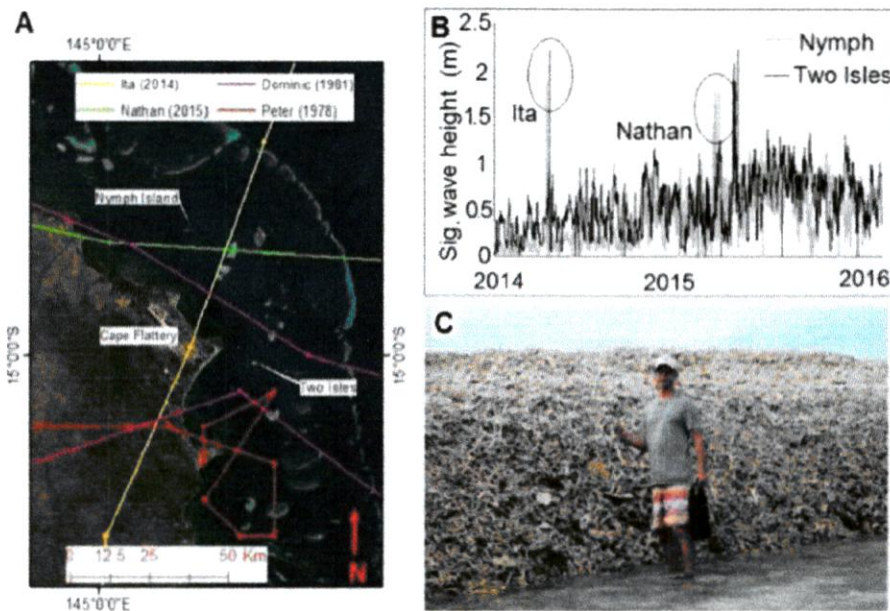 A
145°0'0"E
Ita (2014)
Dominic (1981)
Nathan (2015)
Peter (1978)
Nymph Island
Cape Flattery
Two Isles
15°0'0"S
15°0'0"S
0 12.5 25 50 Km
N
145°0'0"E
B
Sig. wave height (m)
2.5
2
1.5
1
0.5
0
Nymph
Two Isles
Ita
Nathan
2014
2015
2016
C